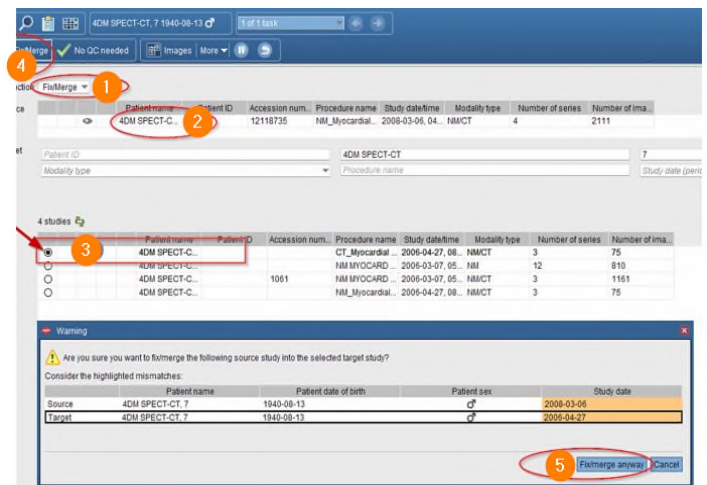 4DM SPECT-CT, 7 1940-08-13 ♂ 1 of 1 task
Fix/Merge No QC needed Images More
4
Fix/Merge 1
Patient name Patient ID Accession num... Procedure name Study date/time Modality type Number of series Number of ima...
4DM SPECT-C... 2 12118735 NM_Myocardial... 2008-03-06, 04... NM/CT 4 2111
Patient ID 4DM SPECT-CT 7
Modality type Procedure name Study date (peri
4 studies
Patient name Patient ID Accession num... Procedure name Study date/time Modality type Number of series Number of ima...
3 4DM SPECT-C... CT_Myocardial ... 2006-04-27, 08... NM/CT 3 75
4DM SPECT-C... NM MYOCARD ... 2006-03-07, 05... NM 12 810
4DM SPECT-C... 1061 NM MYOCARD ... 2006-03-07, 05... NM/CT 3 1151
4DM SPECT-C... NM_Myocardial... 2006-04-27, 08... NM/CT 3 75
Warning
Are you sure you want to fix/merge the following source study into the selected target study?
Consider the highlighted mismatches:
Patient name Patient date of birth Patient sex Study date
Source 4DM SPECT-CT, 7 1940-08-13 ♂ 2008-03-06
Target 4DM SPECT-CT, 7 1940-08-13 ♂ 2006-04-27
5 Fix/merge anyway Cancel